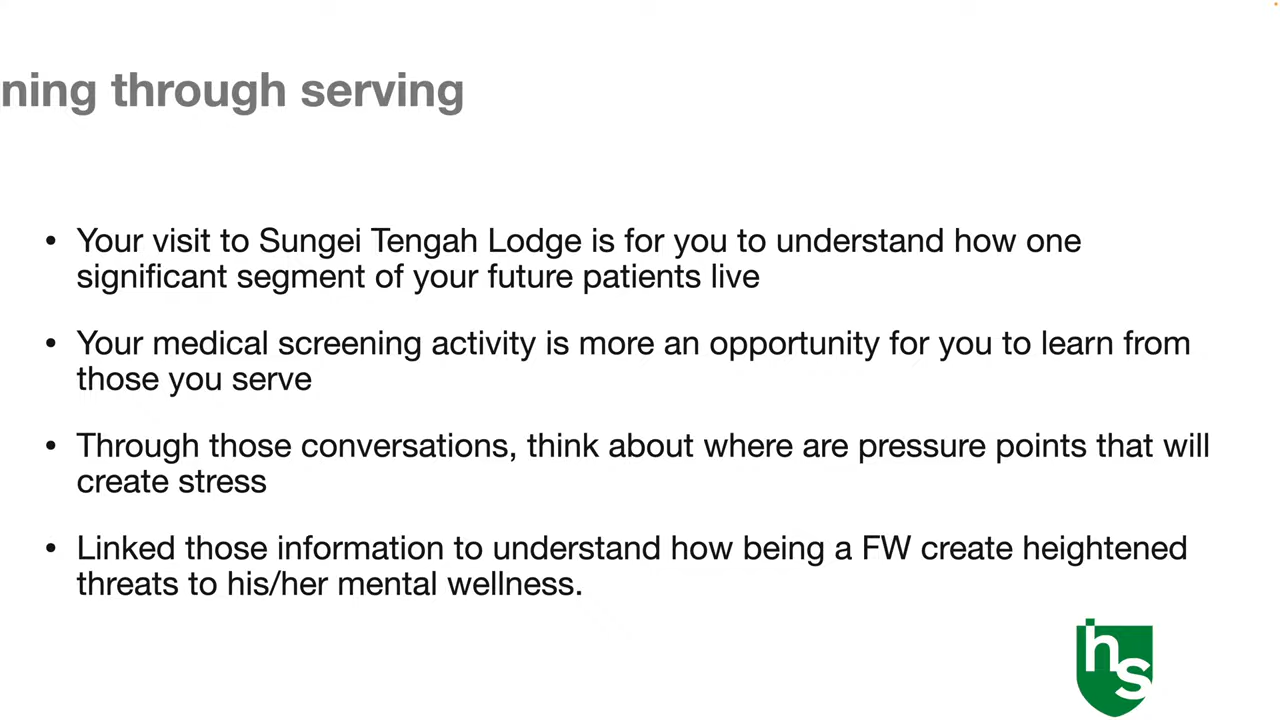 ning through serving
• Your visit to Sungei Tengah Lodge is for you to understand how one
significant segment of your future patients live
• Your medical screening activity is more an opportunity for you to learn from
those you serve
• Through those conversations, think about where are pressure points that will
create stress
• Linked those information to understand how being a FW create heightened
threats to his/her mental wellness.
hs